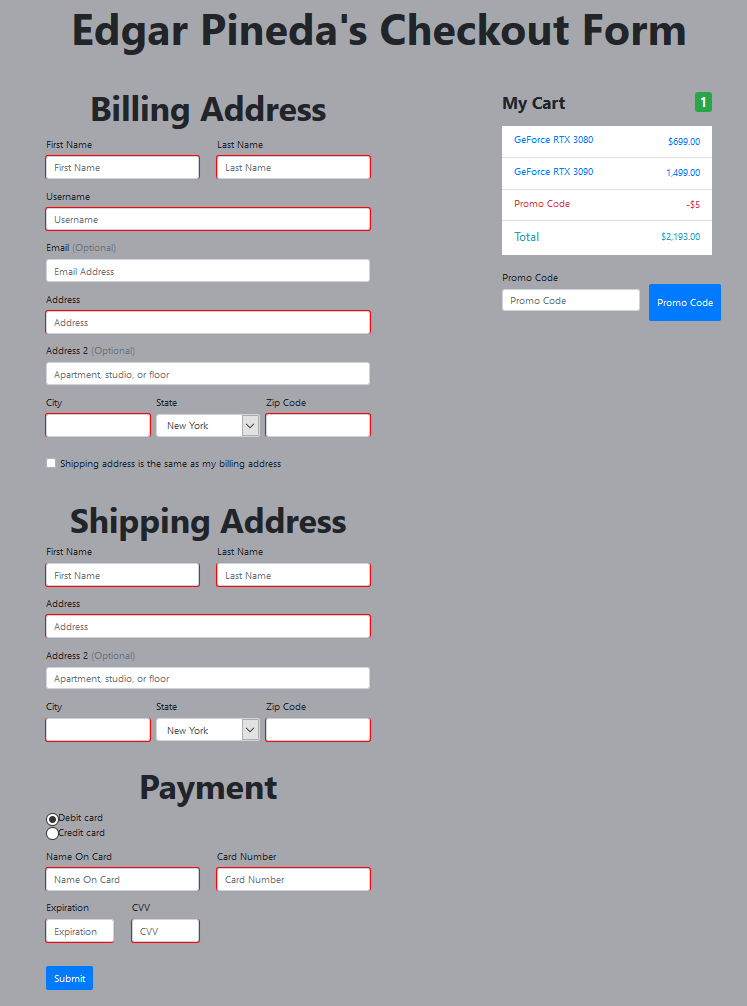 Edgar Pineda's Checkout Form
Billing Address
First Name Last Name
First Name Last Name
Username
Username
Email (Optional)
Email Address
Address
Address
Address 2 (Optional)
Apartment, studio, or floor
City State Zip Code
New York
Shipping address is the same as my billing address
Shipping Address
First Name Last Name
First Name Last Name
Address
Address
Address 2 (Optional)
Apartment, studio, or floor
City State Zip Code
New York
Payment
Debit card
Credit card
Name On Card Card Number
Name On Card Card Number
Expiration CVV
Expiration CVV
Submit
My Cart 1
GeForce RTX 3080 $699.00
GeForce RTX 3090 1,499.00
Promo Code -$5
Total $2,193.00
Promo Code
Promo Code Promo Code